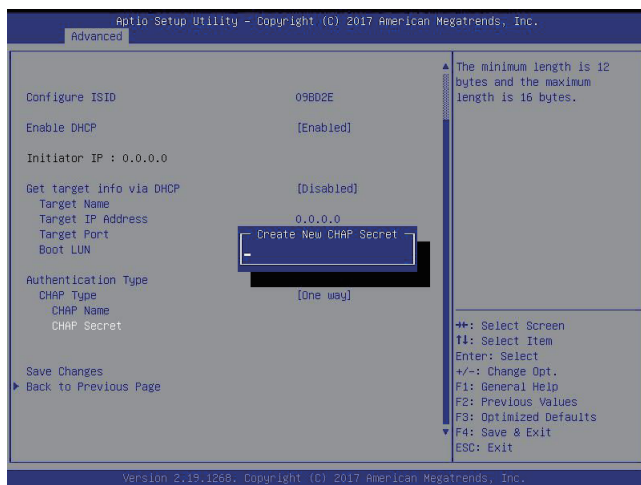 Aptio Setup Utility – Copyright (C) 2017 American Megatrends, Inc.
Advanced
Configure ISID 09BD2E
Enable DHCP [Enabled]
Initiator IP : 0.0.0.0
Get target info via DHCP [Disabled]
Target Name
Target IP Address 0.0.0.0
Target Port
Boot LUN
Authentication Type
CHAP Type [One way]
CHAP Name
CHAP Secret
Save Changes
Back to Previous Page
Create New CHAP Secret
The minimum length is 12
bytes and the maximum
length is 16 bytes.
→←: Select Screen
↑↓: Select Item
Enter: Select
+/-: Change Opt.
F1: General Help
F2: Previous Values
F3: Optimized Defaults
F4: Save & Exit
ESC: Exit
Version 2.19.1268. Copyright (C) 2017 American Megatrends, Inc.